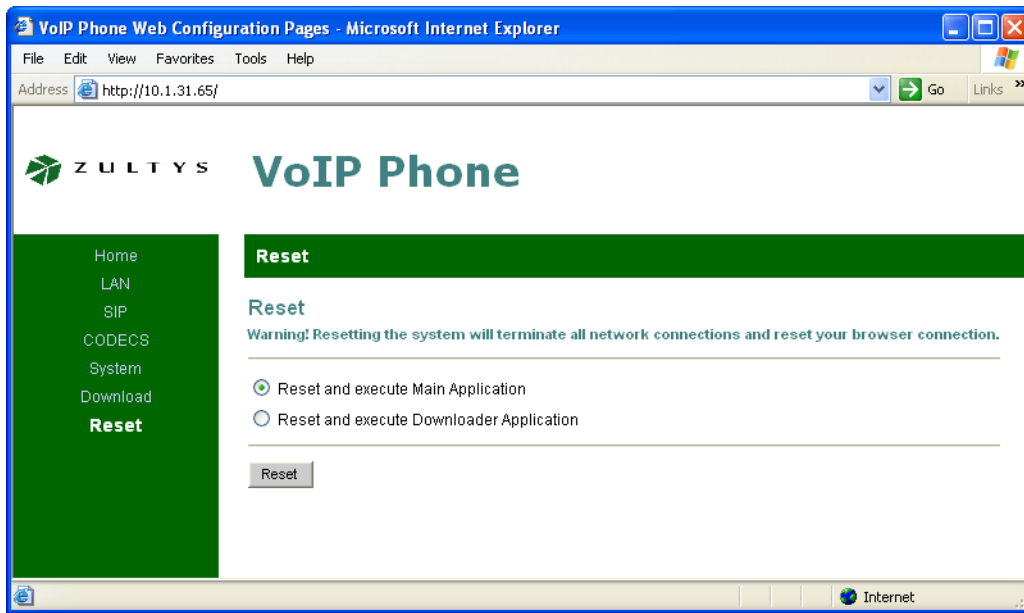 VoIP Phone Web Configuration Pages - Microsoft Internet Explorer
File Edit View Favorites Tools Help
Address http://10.1.31.65/ Go Links »
ZULTYS VoIP Phone
Home
LAN
SIP
CODECS
System
Download
Reset
Reset
Reset
Warning! Resetting the system will terminate all network connections and reset your browser connection.
Reset and execute Main Application
Reset and execute Downloader Application
Reset
Internet